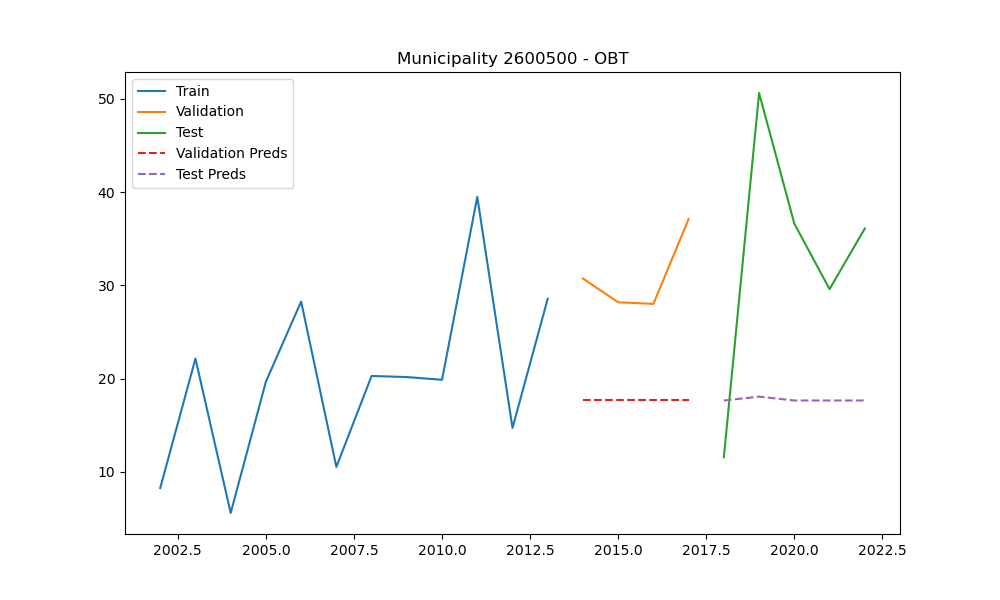 Municipality 2600500 - OBT
Train
Validation
Test
Validation Preds
Test Preds
50
40
30
20
10
2002.5 2005.0 2007.5 2010.0 2012.5 2015.0 2017.5 2020.0 2022.5